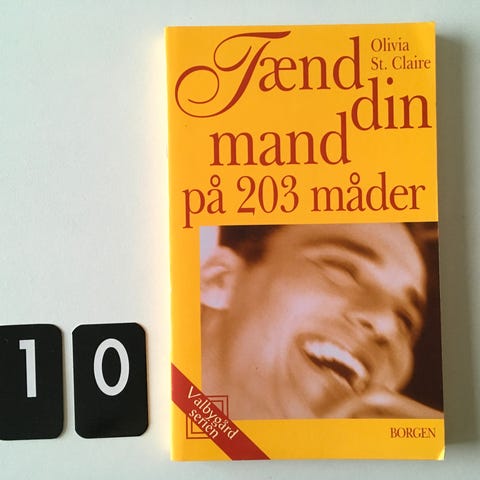 Olivia
St. Claire
Tænd
din
mand
på 203 måder
Valbygård
serien
BORGEN
10